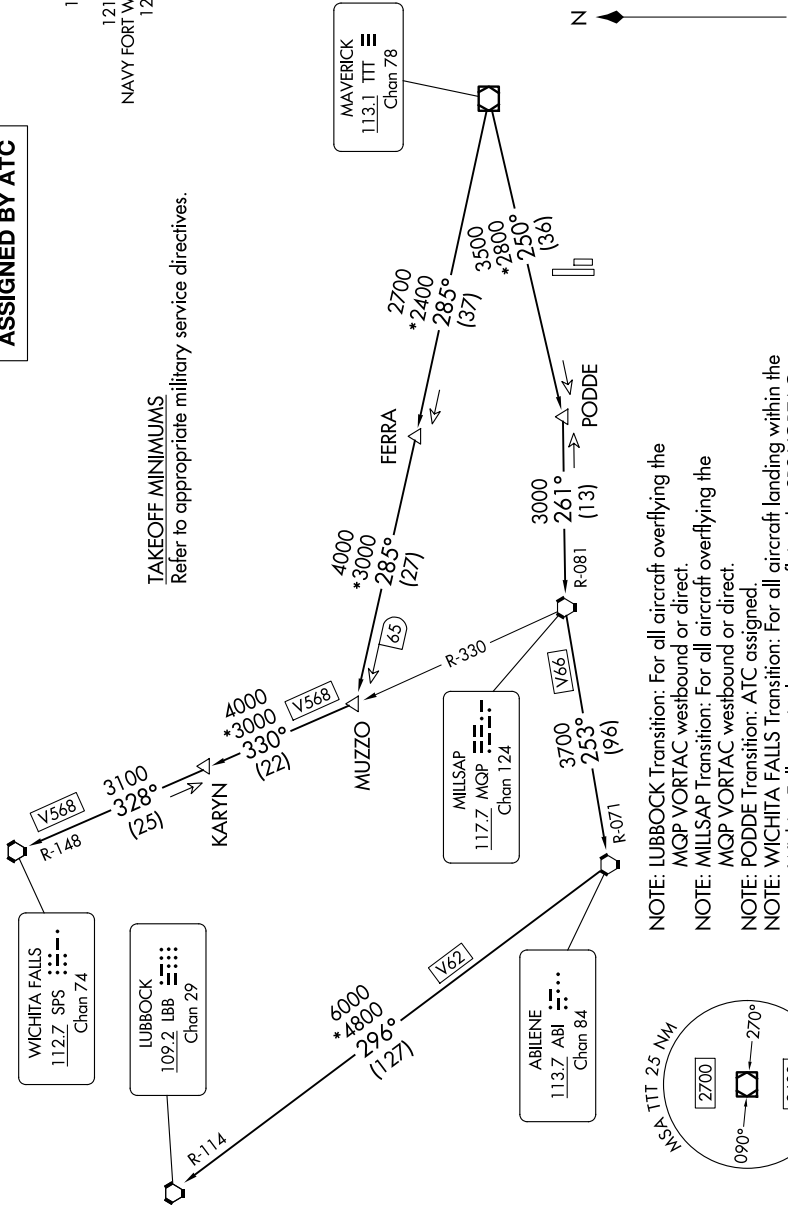 ASSIGNED BY ATC
121
NAVY FORT W
12
N
TAKEOFF MINIMUMS
Refer to appropriate military service directives.
MAVERICK
113.1 TTT
Chan 78
2700
*2400
285°
(37)
3500
*2800
250°
(36)
FERRA
PODDE
4000
*3000
285°
(27)
3000
261°
(13)
R-081
65
R-330
MUZZO
V568
4000
*3000
330°
(22)
KARYN
V568
3100
328°
(25)
R-148
MILLSAP
117.7 MQP
Chan 124
V66
3700
253°
(96)
R-071
WICHITA FALLS
112.7 SPS
Chan 74
LUBBOCK
109.2 LBB
Chan 29
V62
6000
*4800
296°
(127)
R-114
ABILENE
113.7 ABI
Chan 84
NOTE: LUBBOCK Transition: For all aircraft overflying the
MQP VORTAC westbound or direct.
NOTE: MILLSAP Transition: For all aircraft overflying the
MQP VORTAC westbound or direct.
NOTE: PODDE Transition: ATC assigned.
NOTE: WICHITA FALLS Transition: For all aircraft landing within the
MSA TTT 25 NM
2700
090°
270°